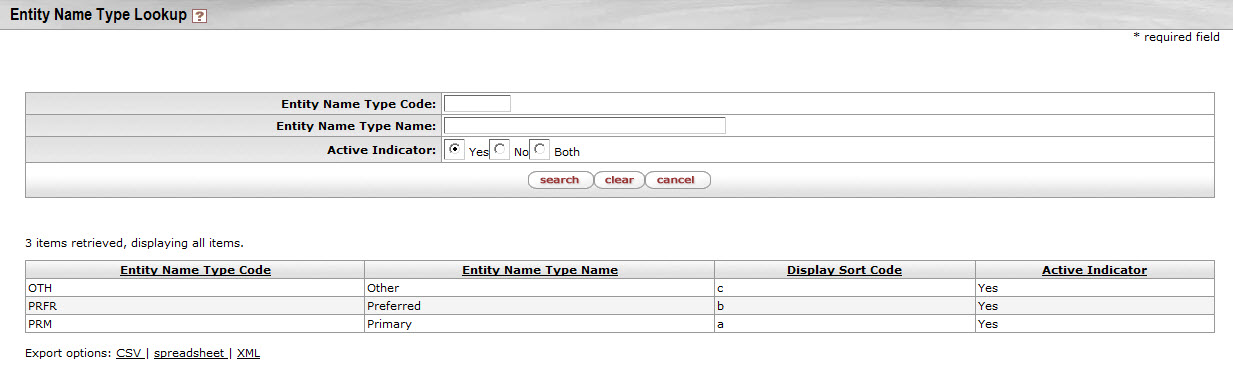 Entity Name Type Lookup ?
* required field
Entity Name Type Code:
Entity Name Type Name:
Active Indicator: Yes No Both
search clear cancel
3 items retrieved, displaying all items.
Entity Name Type Code Entity Name Type Name Display Sort Code Active Indicator
OTH Other c Yes
PRFR Preferred b Yes
PRM Primary a Yes
Export options: CSV | spreadsheet | XML